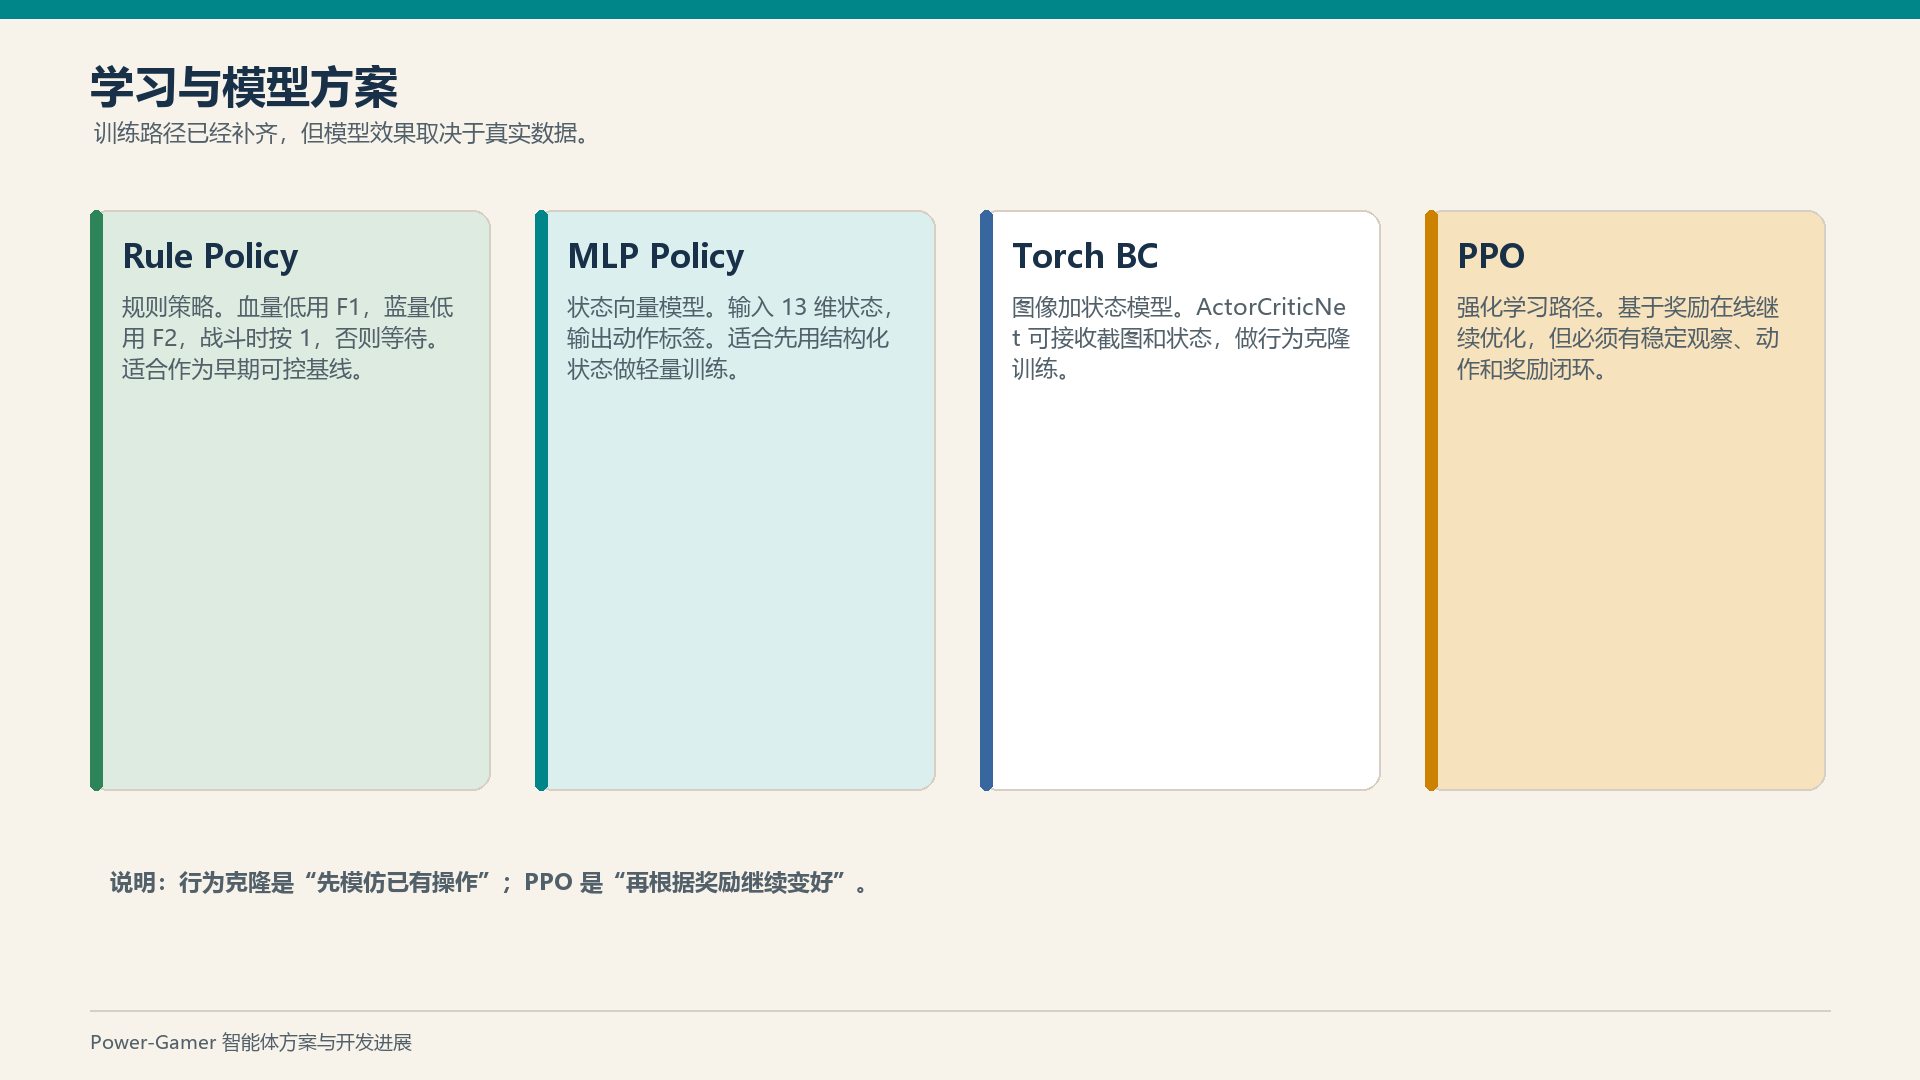 学习与模型方案
训练路径已经补齐，但模型效果取决于真实数据。
Rule Policy
规则策略。血量低用 F1，蓝量低
用 F2，战斗时按 1，否则等待。
适合作为早期可控基线。
MLP Policy
状态向量模型。输入 13 维状态，
输出动作标签。适合先用结构化
状态做轻量训练。
Torch BC
图像加状态模型。ActorCriticNe
t 可接收截图和状态，做行为克隆
训练。
PPO
强化学习路径。基于奖励在线继
续优化，但必须有稳定观察、动
作和奖励闭环。
说明：行为克隆是“先模仿已有操作”；PPO 是“再根据奖励继续变好”。
Power-Gamer 智能体方案与开发进展